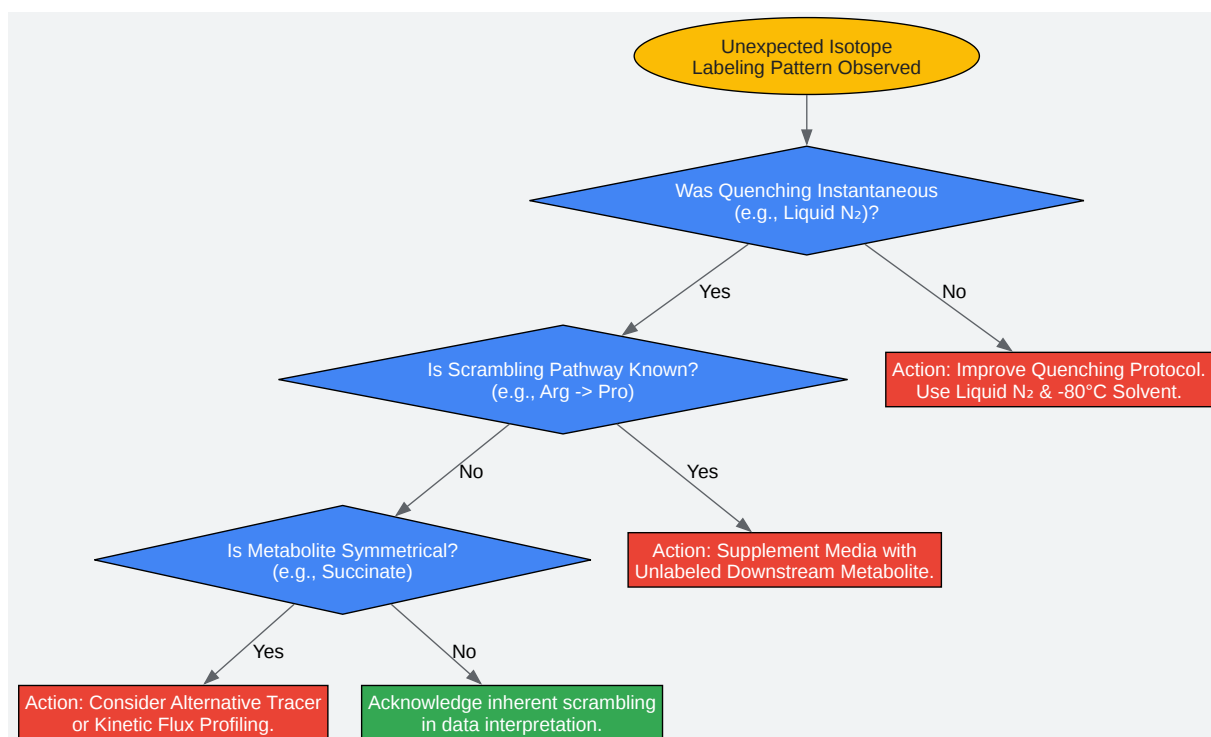 Unexpected Isotope
Labeling Pattern Observed
Was Quenching Instantaneous
(e.g., Liquid N₂)?
Yes
No
Is Scrambling Pathway Known?
(e.g., Arg -> Pro)
Action: Improve Quenching Protocol.
Use Liquid N₂ & -80°C Solvent.
No
Yes
Is Metabolite Symmetrical?
(e.g., Succinate)
Action: Supplement Media with
Unlabeled Downstream Metabolite.
Yes
No
Action: Consider Alternative Tracer
or Kinetic Flux Profiling.
Acknowledge inherent scrambling
in data interpretation.